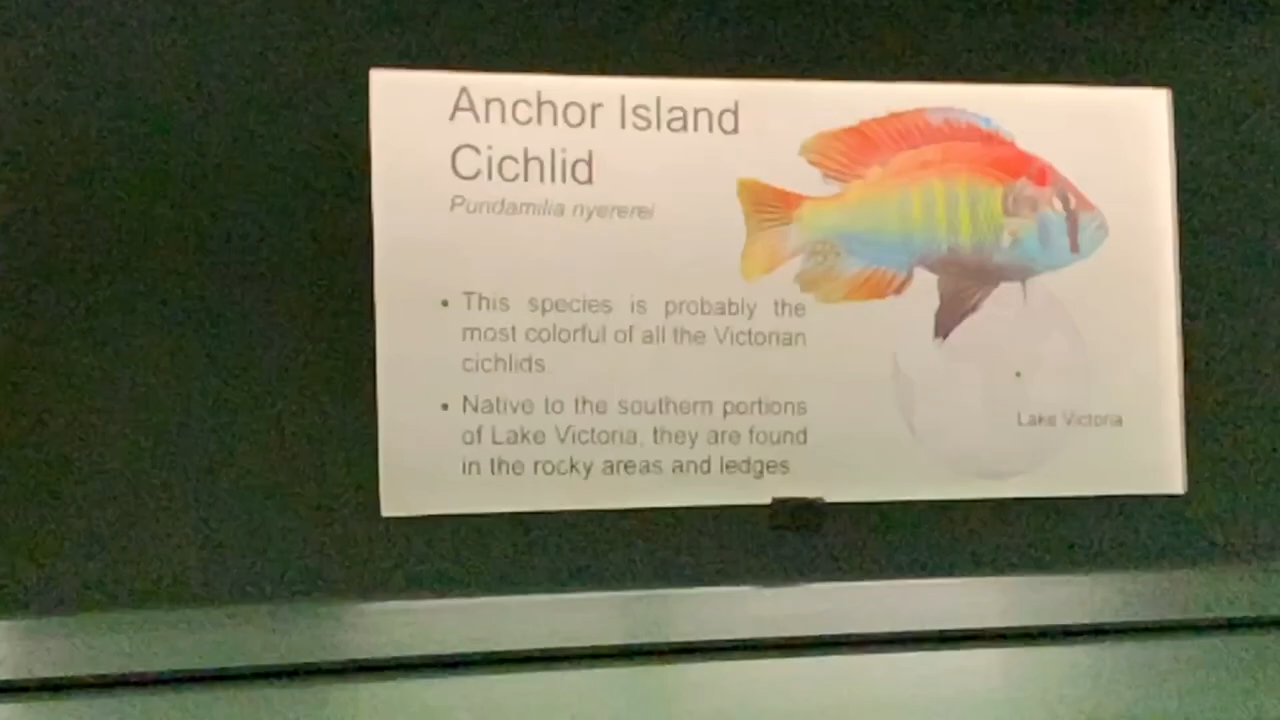 Anchor Island
Cichlid
Pundamilia nyererei
• This species is probably the
most colorful of all the Victorian
cichlids.
• Native to the southern portions
of Lake Victoria, they are found
in the rocky areas and ledges
Lake Victoria